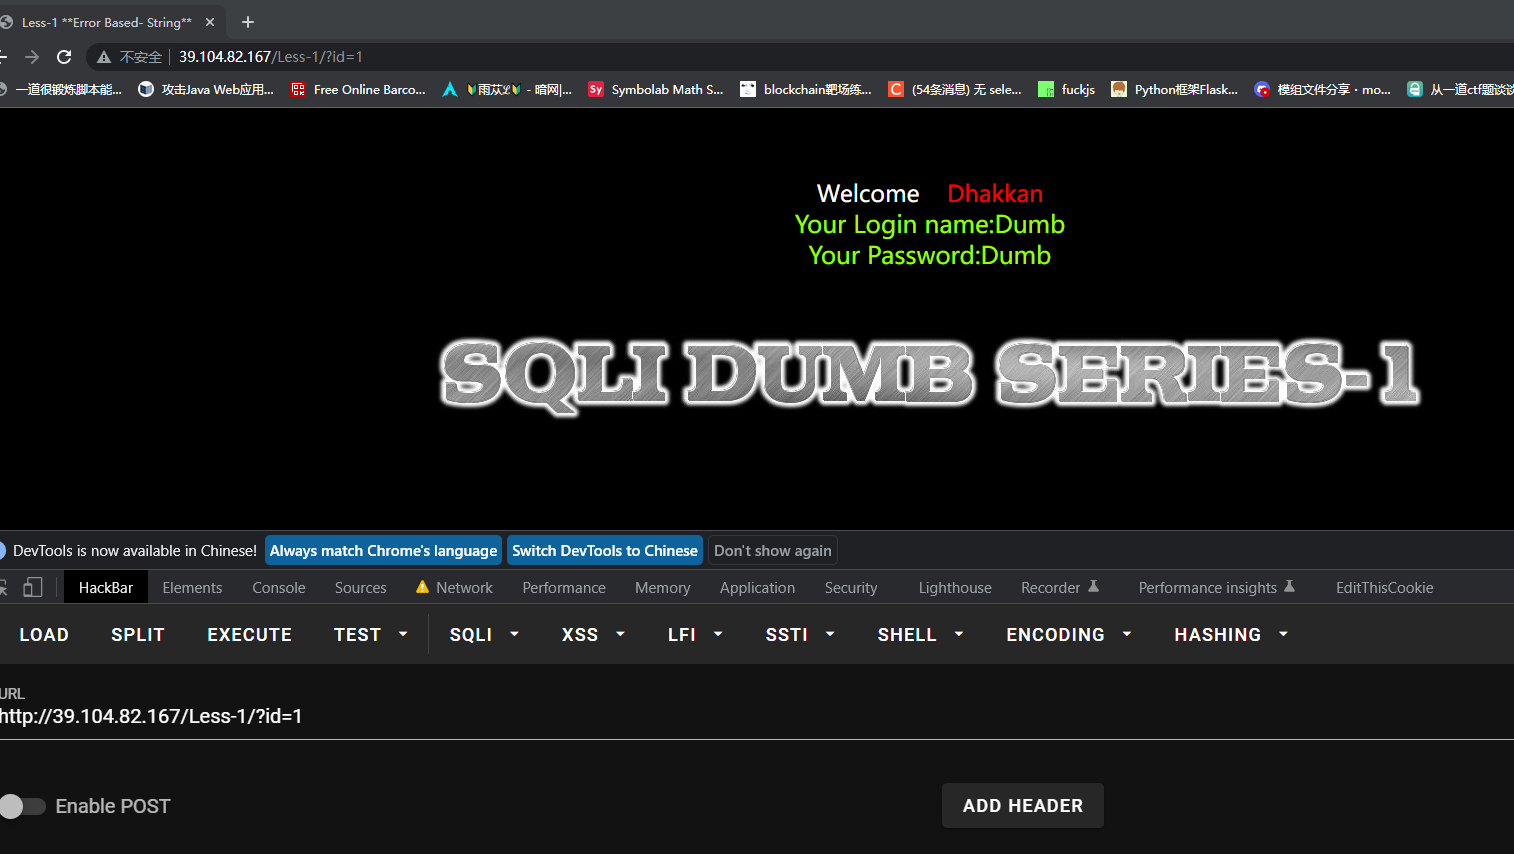 Less-1 **Error Based- String**
不安全 39.104.82.167/Less-1/?id=1
一道很锻炼脚本能... 攻击Java Web应用... Free Online Barco... - 暗网|... Symbolab Math S... blockchain靶场练... (54条消息) 无 sele... fuckjs Python框架Flask... 模组文件分享・mo... 从一道ctf题谈谈
Welcome Dhakkan
Your Login name:Dumb
Your Password:Dumb
SQLI DUMB SERIES-1
DevTools is now available in Chinese! Always match Chrome's language Switch DevTools to Chinese Don't show again
HackBar Elements Console Sources Network Performance Memory Application Security Lighthouse Recorder Performance insights EditThisCookie
LOAD SPLIT EXECUTE TEST SQLI XSS LFI SSTI SHELL ENCODING HASHING
URL
http://39.104.82.167/Less-1/?id=1
Enable POST ADD HEADER